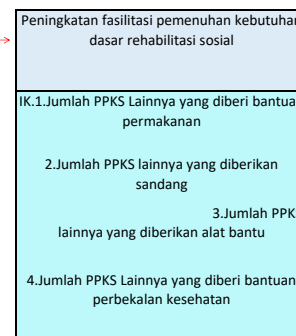 Peningkatan fasilitasi pemenuhan kebutuhan
dasar rehabilitasi sosial
IK.1.Jumlah PPKS Lainnya yang diberi bantua
permakanan
2.Jumlah PPKS lainnya yang diberikan
sandang
3.Jumlah PPK
lainnya yang diberikan alat bantu
4.Jumlah PPKS Lainnya yang diberi bantuan
perbekalan kesehatan